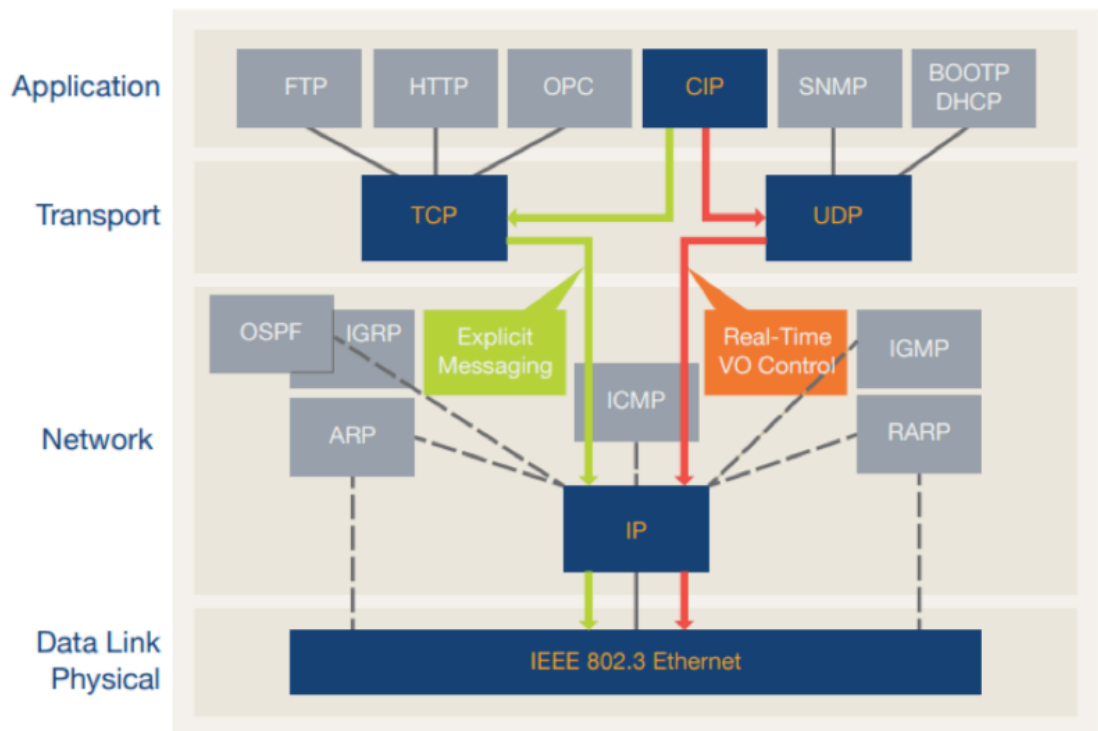 Application
FTP
HTTP
OPC
CIP
SNMP
BOOTP
DHCP
Transport
TCP
UDP
OSPF
IGRP
Explicit
Messaging
Real-Time
VO Control
IGMP
ICMP
Network
ARP
RARP
IP
Data Link
Physical
IEEE 802.3 Ethernet